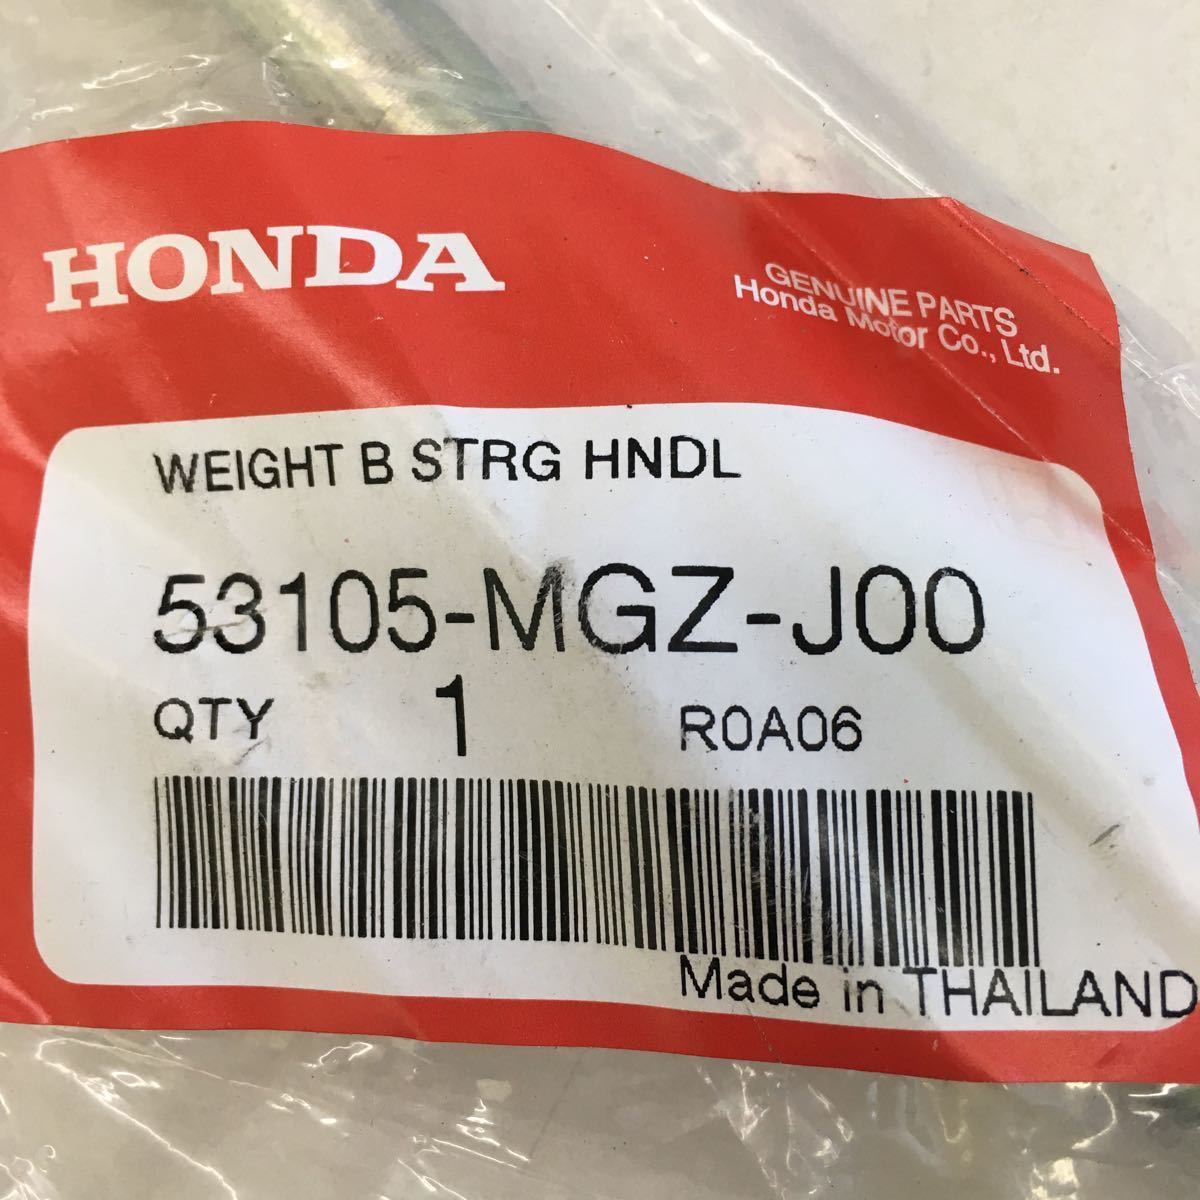 HONDA
GENUINE PARTS
Honda Motor Co., Ltd.
WEIGHT B STRG HNDL
53105-MGZ-J00
QTY 1 R0A06
Made in THAILAND